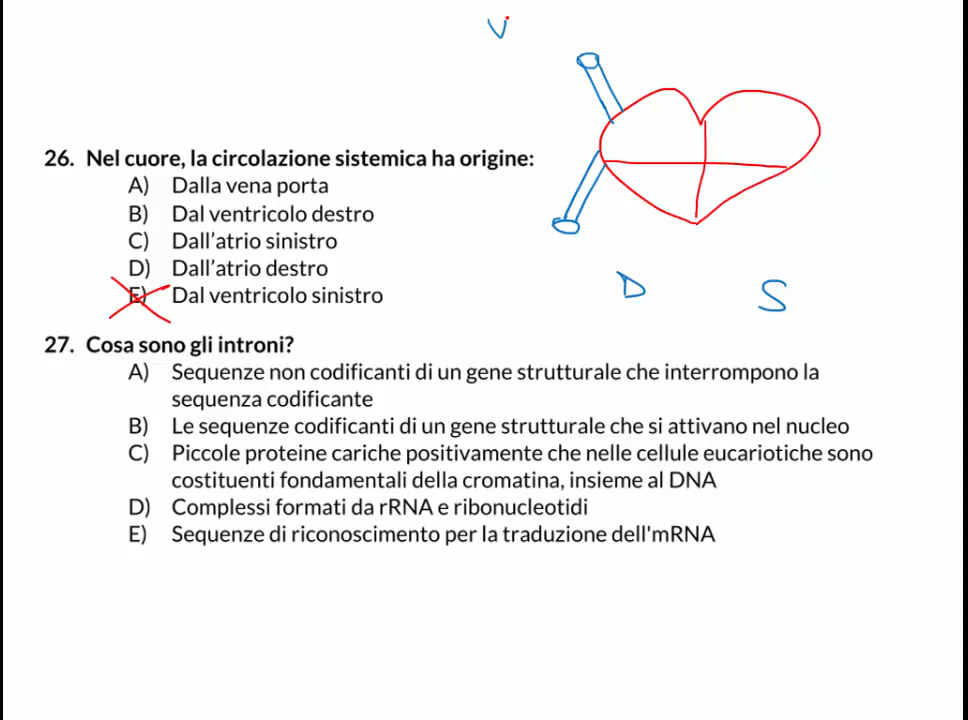 V
26. Nel cuore, la circolazione sistemica ha origine:
A) Dalla vena porta
B) Dal ventricolo destro
C) Dall'atrio sinistro
D) Dall'atrio destro
E) Dal ventricolo sinistro
D S
27. Cosa sono gli introni?
A) Sequenze non codificanti di un gene strutturale che interrompono la
sequenza codificante
B) Le sequenze codificanti di un gene strutturale che si attivano nel nucleo
C) Piccole proteine cariche positivamente che nelle cellule eucariotiche sono
costituenti fondamentali della cromatina, insieme al DNA
D) Complessi formati da rRNA e ribonucleotidi
E) Sequenze di riconoscimento per la traduzione dell'mRNA